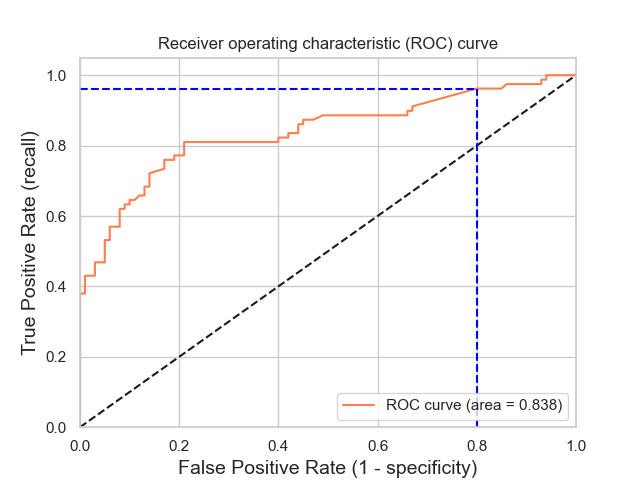 Receiver operating characteristic (ROC) curve
1.0
0.8
0.6
0.4
0.2
0.0
True Positive Rate (recall)
ROC curve (area = 0.838)
0.0 0.2 0.4 0.6 0.8 1.0
False Positive Rate (1 - specificity)